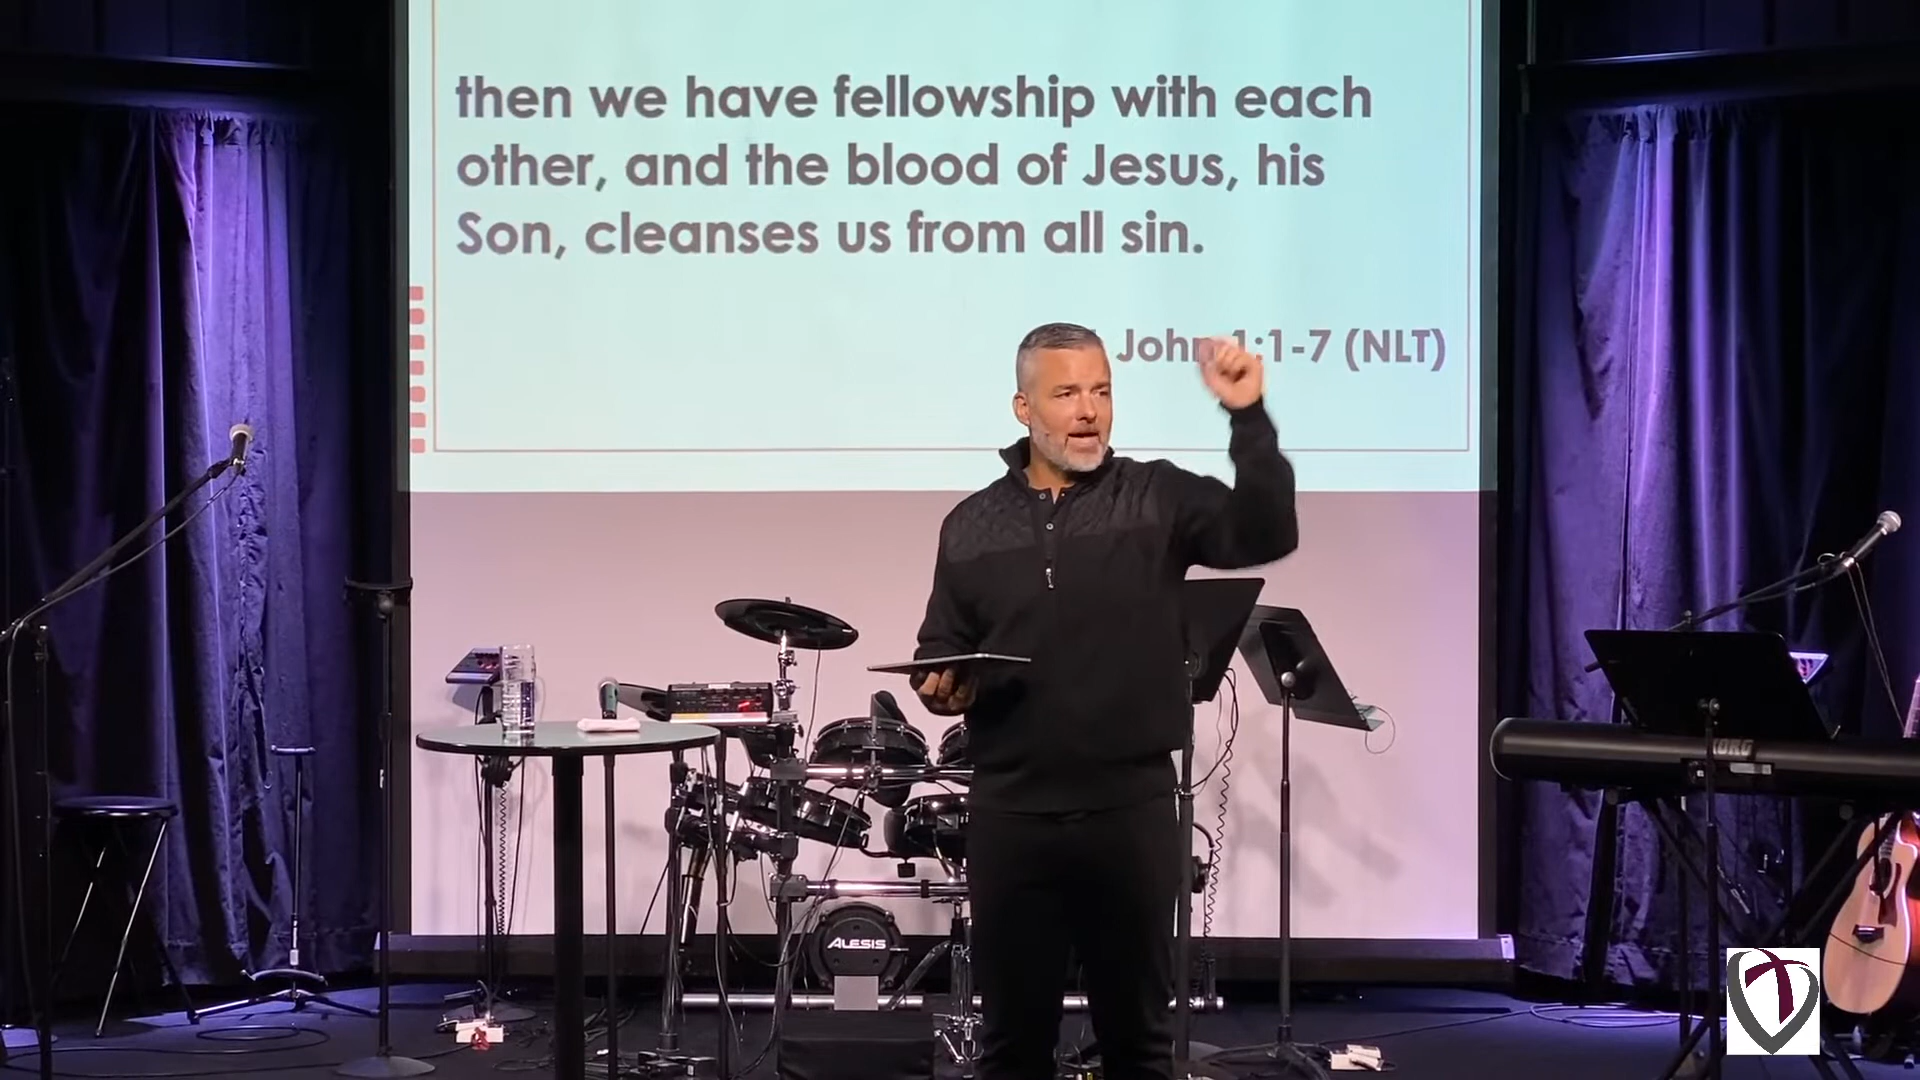 then we have fellowship with each
other, and the blood of Jesus, his
Son, cleanses us from all sin.
John 1:1-7 (NLT)
KORG
ALESIS